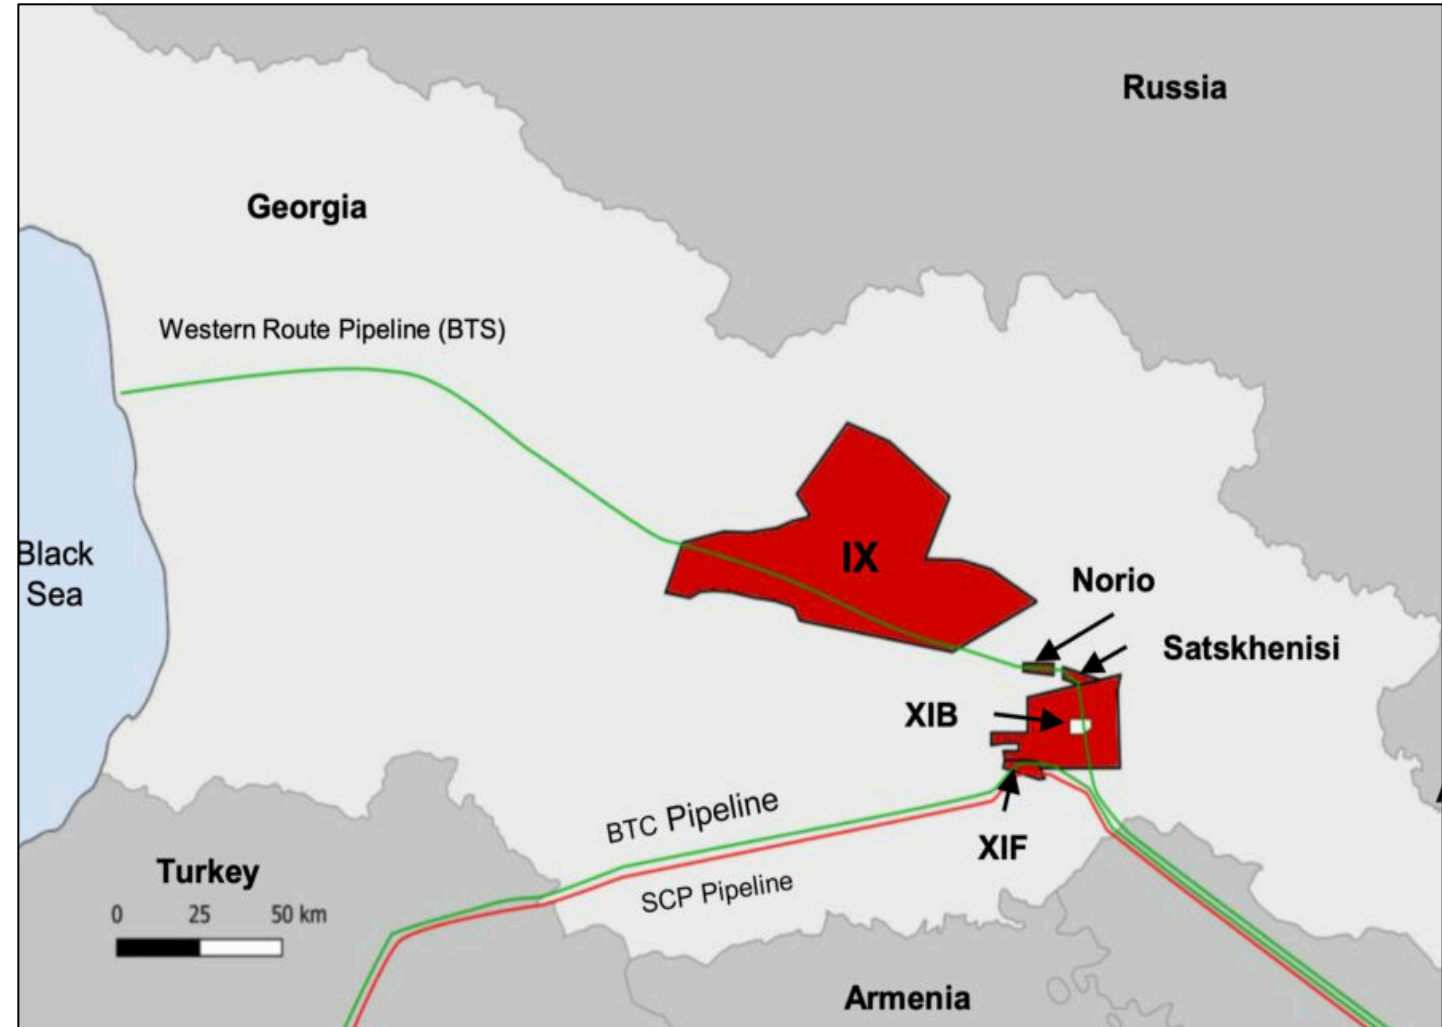 Russia
Georgia
Western Route Pipeline (BTS)
Black
Sea
IX
Norio
Satskhenisi
XIB
BTC Pipeline
XIF
SCP Pipeline
Turkey
0 25 50 km
Armenia